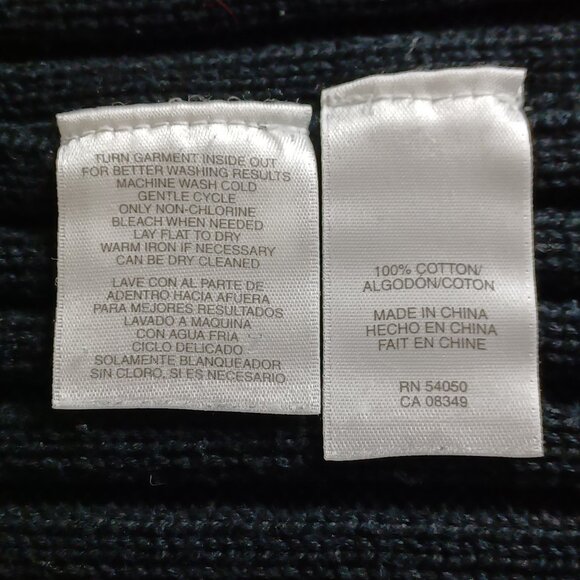 TURN GARMENT INSIDE OUT
FOR BETTER WASHING RESULTS
MACHINE WASH COLD
GENTLE CYCLE
ONLY NON-CHLORINE
BLEACH WHEN NEEDED
LAY FLAT TO DRY
WARM IRON IF NECESSARY
CAN BE DRY CLEANED
LAVE CON AL PARTE DE
ADENTRO HACIA AFUERA
PARA MEJORES RESULTADOS
LAVADO A MAQUINA
CON AGUA FRIA
CICLO DELICADO
SOLAMENTE BLANQUEADOR
SIN CLORO, SI ES NECESARIO
100% COTTON/
ALGODON/COTON
MADE IN CHINA
HECHO EN CHINA
FAIT EN CHINE
RN 54050
CA 08349